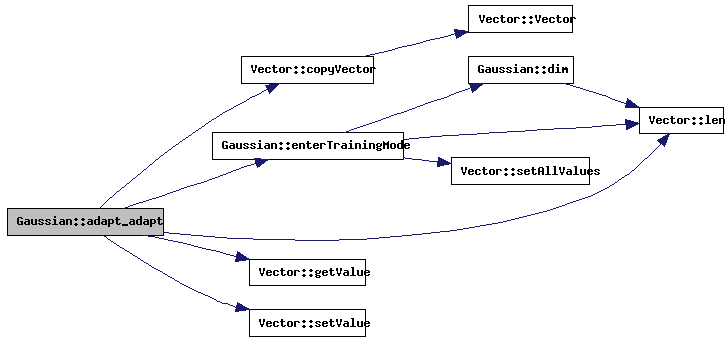 Vector::Vector
Vector::copyVector
Gaussian::dim
Vector::len
Gaussian::enterTrainingMode
Vector::setAllValues
Gaussian::adapt_adapt
Vector::getValue
Vector::setValue